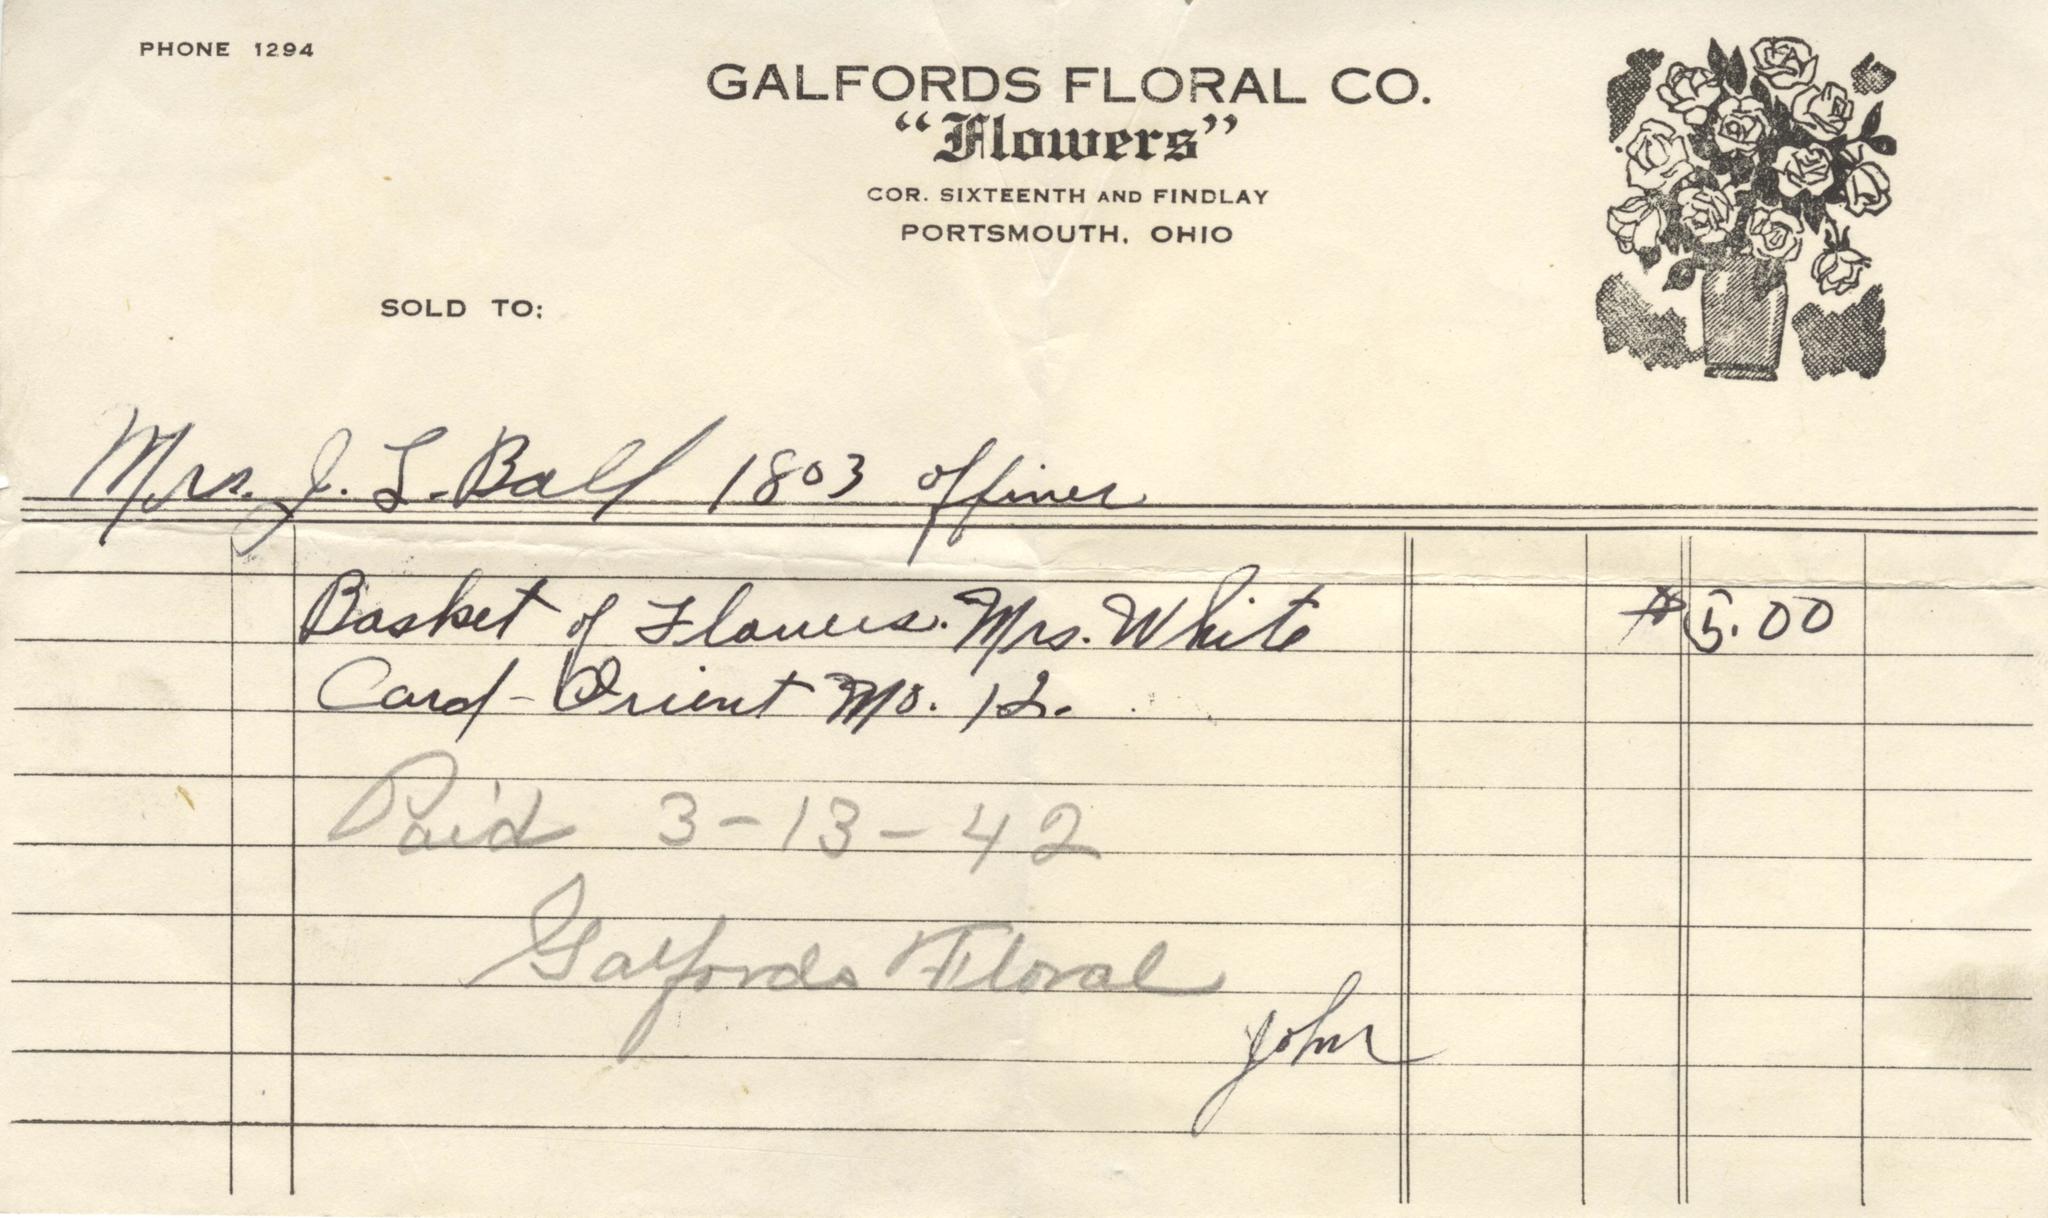 PHONE 1294
GALFORDS FLORAL CO.
"Flowers"
COR. SIXTEENTH AND FINDLAY
PORTSMOUTH, OHIO
SOLD TO:
Mrs. J. L. Ball 1803
Basket of Flowers. Mrs. White $5.00
Card - Orient No. 12.
Paid 3-13-42
Galfords Floral
John